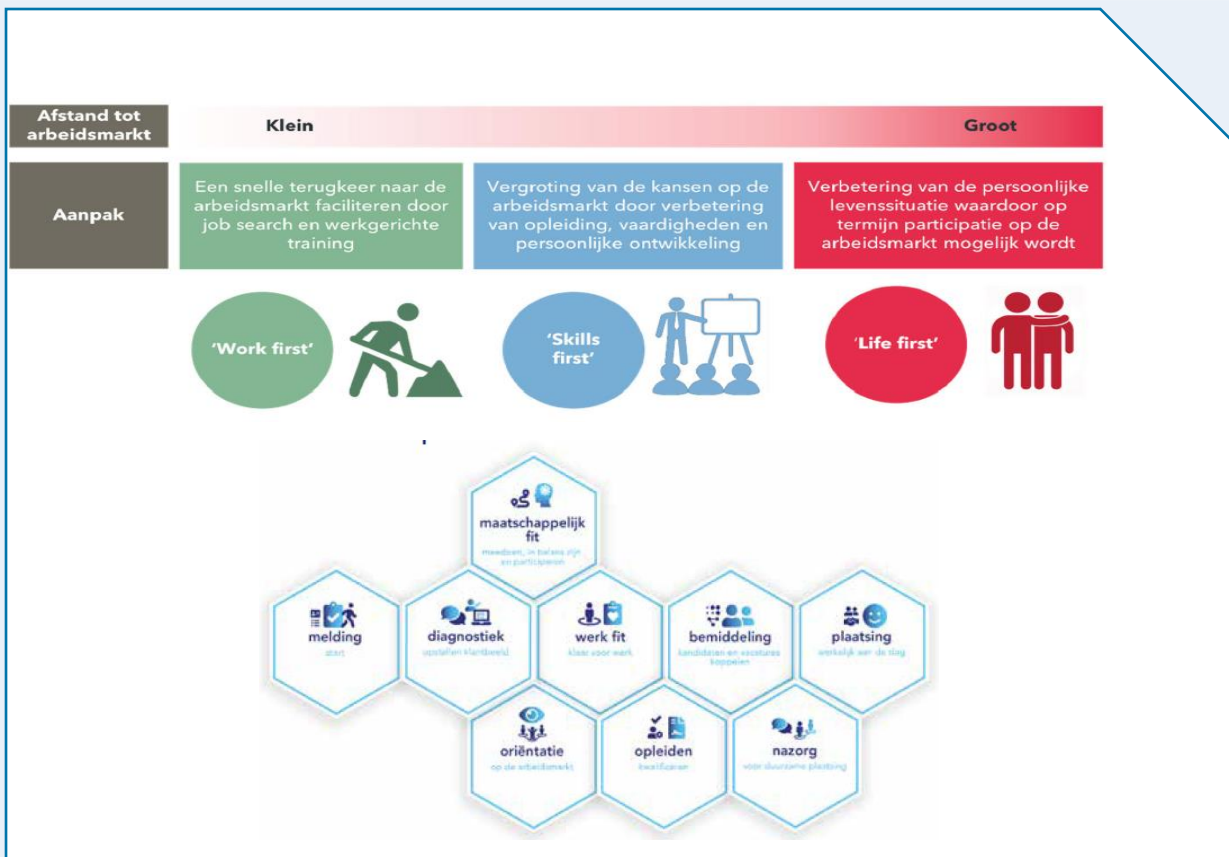 Afstand tot
arbeidsmarkt
Klein
Groot
Aanpak
Een snelle terugkeer naar de
arbeidsmarkt faciliteren door
job search en werkgerichte
training
Vergroting van de kansen op de
arbeidsmarkt door verbetering
van opleiding, vaardigheden en
persoonlijke ontwikkeling
Verbetering van de persoonlijke
levenssituatie waardoor op
termijn participatie op de
arbeidsmarkt mogelijk wordt
'Work first'
'Skills
first'
'Life first'
maatschappelijk
fit
meedoen, in balans zijn
en participeren
melding
start
diagnostiek
opstellen klantbeeld
werk fit
klaar voor werk
bemiddeling
kandidaten en vacatures
koppelen
plaatsing
werkelijk aan de slag
oriëntatie
op de arbeidsmarkt
opleiden
kwalificeren
nazorg
voor duurzame plaatsing